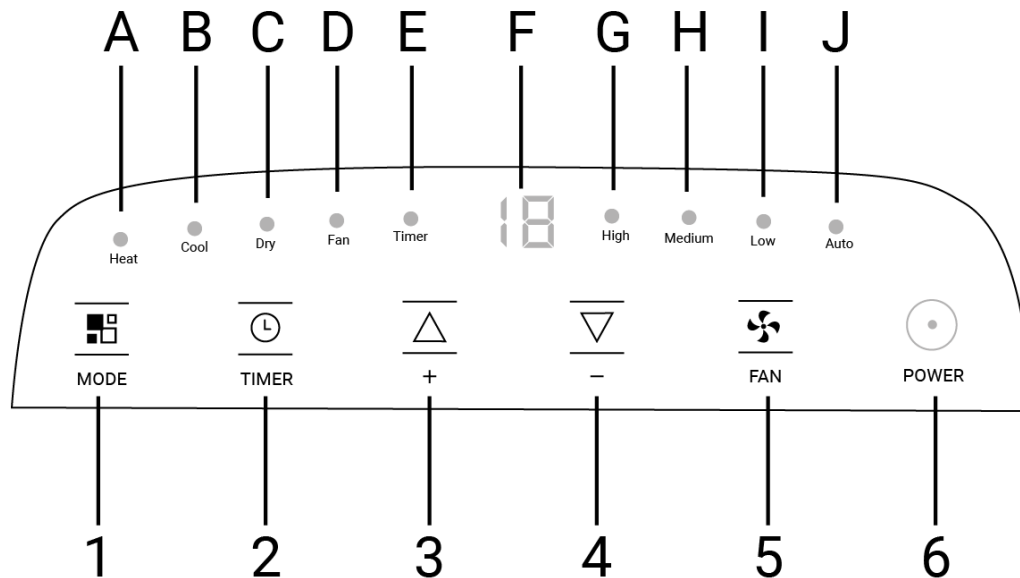 A B C D E F G H I J
Heat Cool Dry Fan Timer 18 High Medium Low Auto
MODE TIMER + − FAN POWER
1 2 3 4 5 6